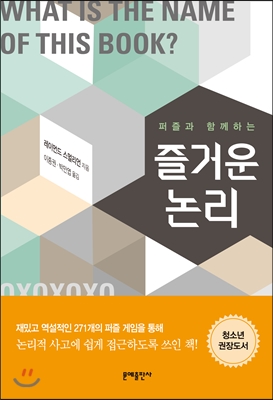 WHAT IS THE NAME
OF THIS BOOK?
퍼즐과 함께하는
즐거운
논리
레이먼드 스멀리언 지음
이종권·박만엽 옮김
OXOXOXO
재밌고 역설적인 271개의 퍼즐 게임을 통해
논리적 사고에 쉽게 접근하도록 쓰인 책!
청소년
권장도서
문예출판사